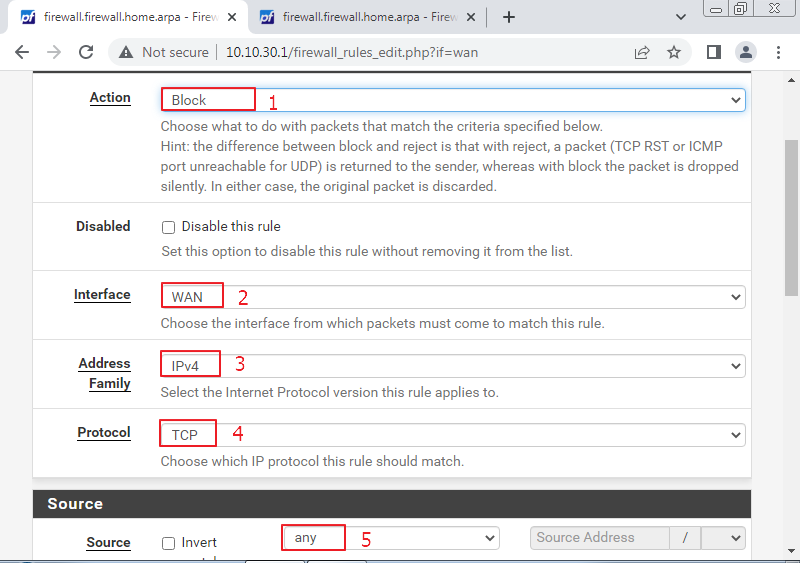 firewall.firewall.home.arpa - Firew
firewall.firewall.home.arpa - Firew
Not secure 10.10.30.1/firewall_rules_edit.php?if=wan
Action Block 1
Choose what to do with packets that match the criteria specified below.
Hint: the difference between block and reject is that with reject, a packet (TCP RST or ICMP
port unreachable for UDP) is returned to the sender, whereas with block the packet is dropped
silently. In either case, the original packet is discarded.
Disabled Disable this rule
Set this option to disable this rule without removing it from the list.
Interface WAN 2
Choose the interface from which packets must come to match this rule.
Address
Family IPv4 3
Select the Internet Protocol version this rule applies to.
Protocol TCP 4
Choose which IP protocol this rule should match.
Source
Source Invert any 5 Source Address /